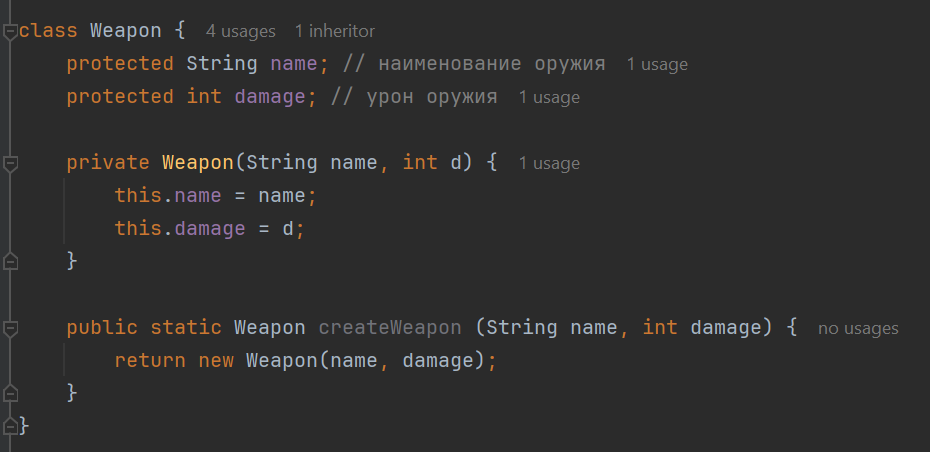 class Weapon {   4 usages   1 inheritor
    protected String name; // наименование оружия   1 usage
    protected int damage; // урон оружия   1 usage
    private Weapon(String name, int d) {   1 usage
        this.name = name;
        this.damage = d;
    }
    public static Weapon createWeapon (String name, int damage) {   no usages
        return new Weapon(name, damage);
    }
}